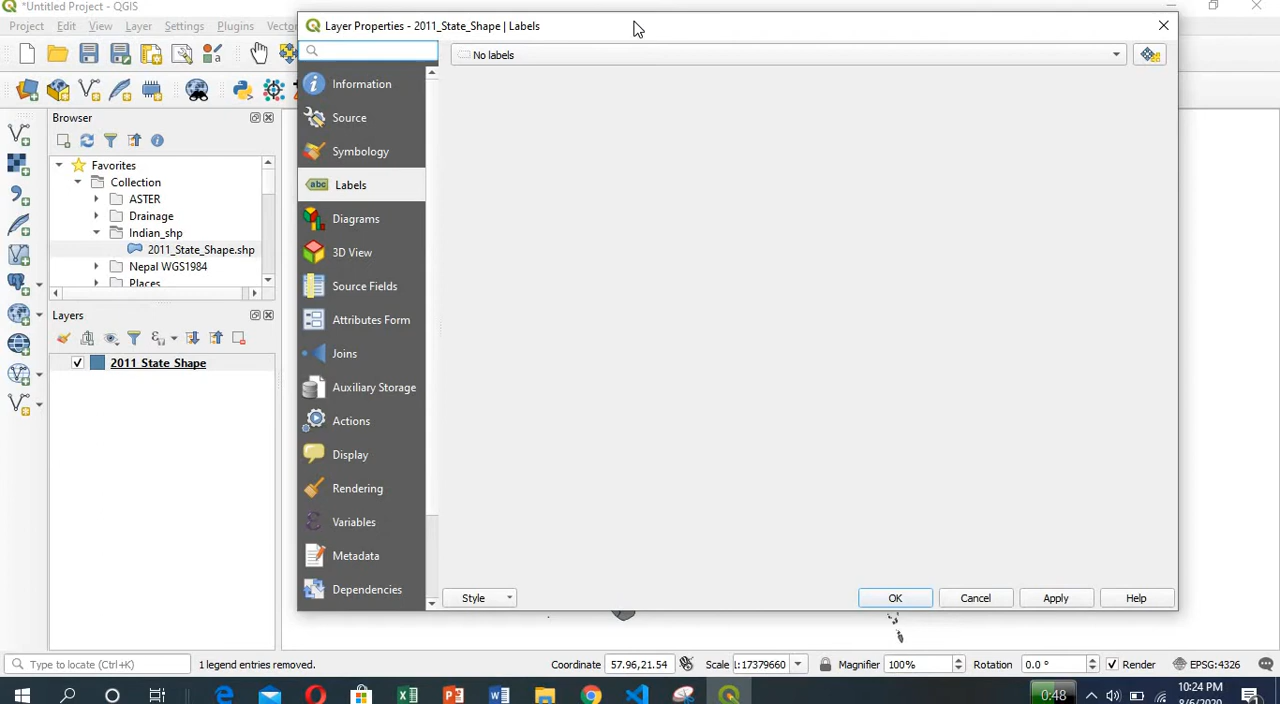 *Untitled Project - QGIS
Project Edit View Layer Settings Plugins Vector
Layer Properties - 2011_State_Shape | Labels
No labels
Information
Source
Symbology
abc Labels
Diagrams
3D View
Source Fields
Attributes Form
Joins
Auxiliary Storage
Actions
Display
Rendering
Variables
Metadata
Dependencies
Style
OK
Cancel
Apply
Help
Browser
Favorites
Collection
ASTER
Drainage
Indian_shp
2011_State_Shape.shp
Nepal WGS1984
Places
Layers
2011 State Shape
Type to locate (Ctrl+K)
1 legend entries removed.
Coordinate 57.96,21.54
Scale 1:17379660
Magnifier 100%
Rotation 0.0 °
Render
EPSG:4326
0:48
10:24 PM
8/6/2020